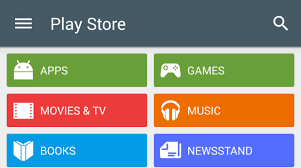 Play Store
APPS
GAMES
MOVIES & TV
MUSIC
BOOKS
NEWSSTAND